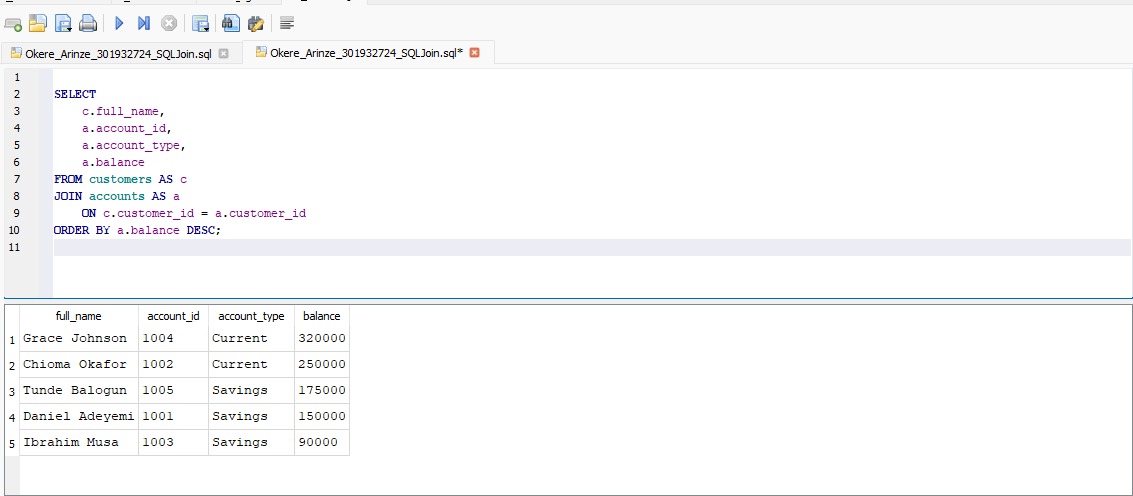 Okere_Arinze_301932724_SQLJoin.sql Okere_Arinze_301932724_SQLJoin.sql*
1
2 SELECT
3 c.full_name,
4 a.account_id,
5 a.account_type,
6 a.balance
7 FROM customers AS c
8 JOIN accounts AS a
9 ON c.customer_id = a.customer_id
10 ORDER BY a.balance DESC;
11
full_name account_id account_type balance
1 Grace Johnson 1004 Current 320000
2 Chioma Okafor 1002 Current 250000
3 Tunde Balogun 1005 Savings 175000
4 Daniel Adeyemi 1001 Savings 150000
5 Ibrahim Musa 1003 Savings 90000